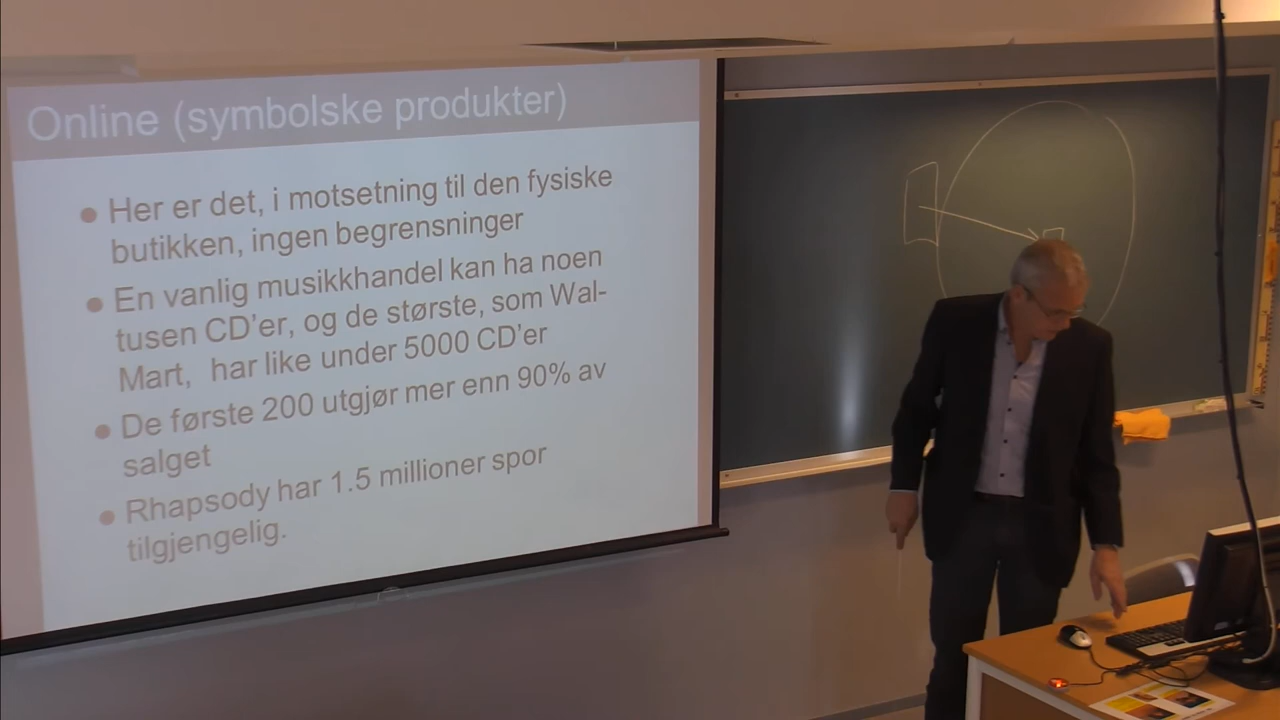 Online (symbolske produkter)
• Her er det, i motsetning til den fysiske
butikken, ingen begrensninger
• En vanlig musikkhandel kan ha noen
tusen CD'er, og de største, som Wal-
Mart, har like under 5000 CD'er
• De første 200 utgjør mer enn 90% av
salget
• Rhapsody har 1.5 millioner spor
tilgjengelig.